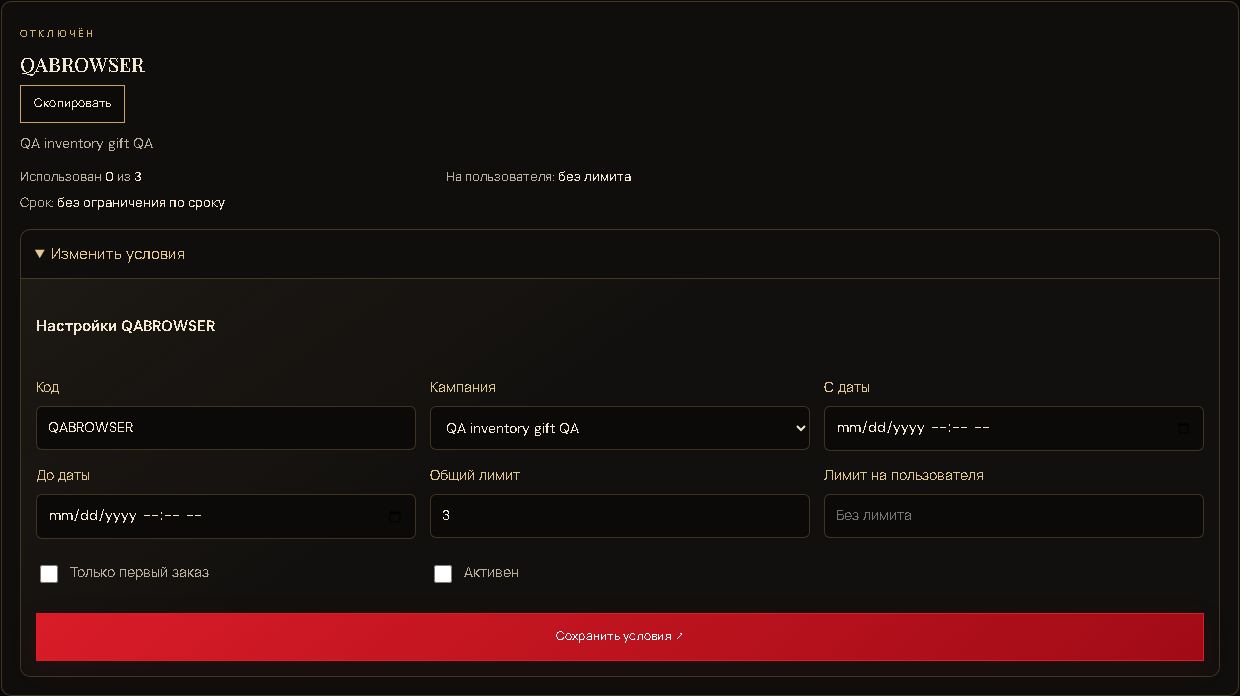 ОТКЛЮЧЁН
QABROWSER
Скопировать
QA inventory gift QA
Использован 0 из 3
На пользователя: без лимита
Срок: без ограничения по сроку
▼ Изменить условия
Настройки QABROWSER
Код
Кампания
С даты
QABROWSER
QA inventory gift QA
mm/dd/yyyy --:-- --
До даты
Общий лимит
Лимит на пользователя
mm/dd/yyyy --:-- --
3
Без лимита
Только первый заказ
Активен
Сохранить условия ↗